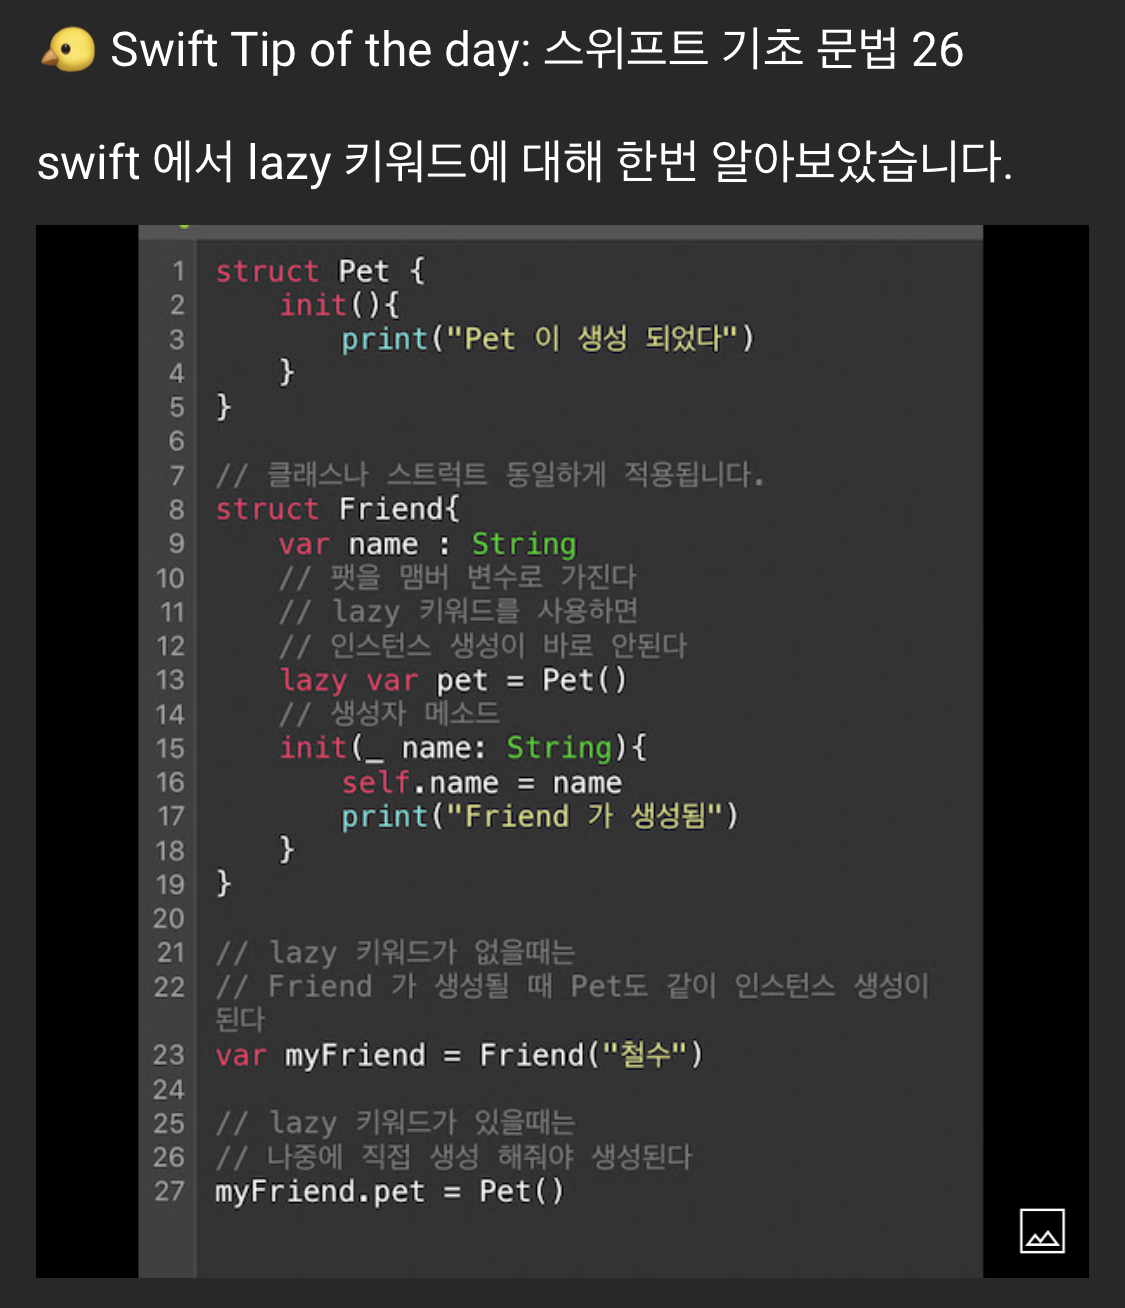 🐤 Swift Tip of the day: 스위프트 기초 문법 26
swift 에서 lazy 키워드에 대해 한번 알아보았습니다.
1 struct Pet {
2     init(){
3         print("Pet 이 생성 되었다")
4     }
5 }
6
7 // 클래스나 스트럭트 동일하게 적용됩니다.
8 struct Friend{
9     var name : String
10     // 팻을 맴버 변수로 가진다
11     // lazy 키워드를 사용하면
12     // 인스턴스 생성이 바로 안된다
13     lazy var pet = Pet()
14     // 생성자 메소드
15     init(_ name: String){
16         self.name = name
17         print("Friend 가 생성됨")
18     }
19 }
20
21 // lazy 키워드가 없을때는
22 // Friend 가 생성될 때 Pet도 같이 인스턴스 생성이
된다
23 var myFriend = Friend("철수")
24
25 // lazy 키워드가 있을때는
26 // 나중에 직접 생성 해줘야 생성된다
27 myFriend.pet = Pet()